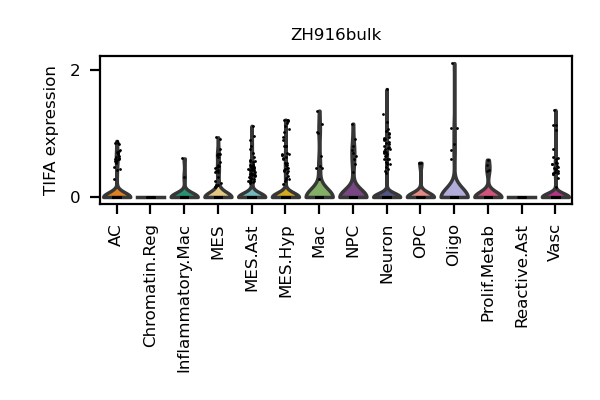 ZH916bulk
TIFA expression
2
0
AC
Chromatin.Reg
Inflammatory.Mac
MES
MES.Ast
MES.Hyp
Mac
NPC
Neuron
OPC
Oligo
Prolif.Metab
Reactive.Ast
Vasc